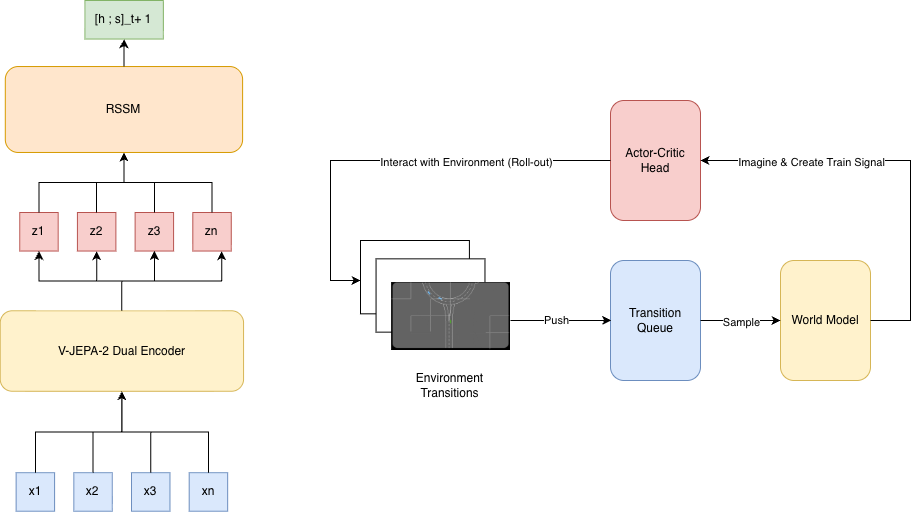 [h ; s]_t+ 1
RSSM
z1
z2
z3
zn
V-JEPA-2 Dual Encoder
x1
x2
x3
xn
Actor-Critic
Head
Interact with Environment (Roll-out)
Imagine & Create Train Signal
Environment
Transitions
Push
Transition
Queue
Sample
World Model